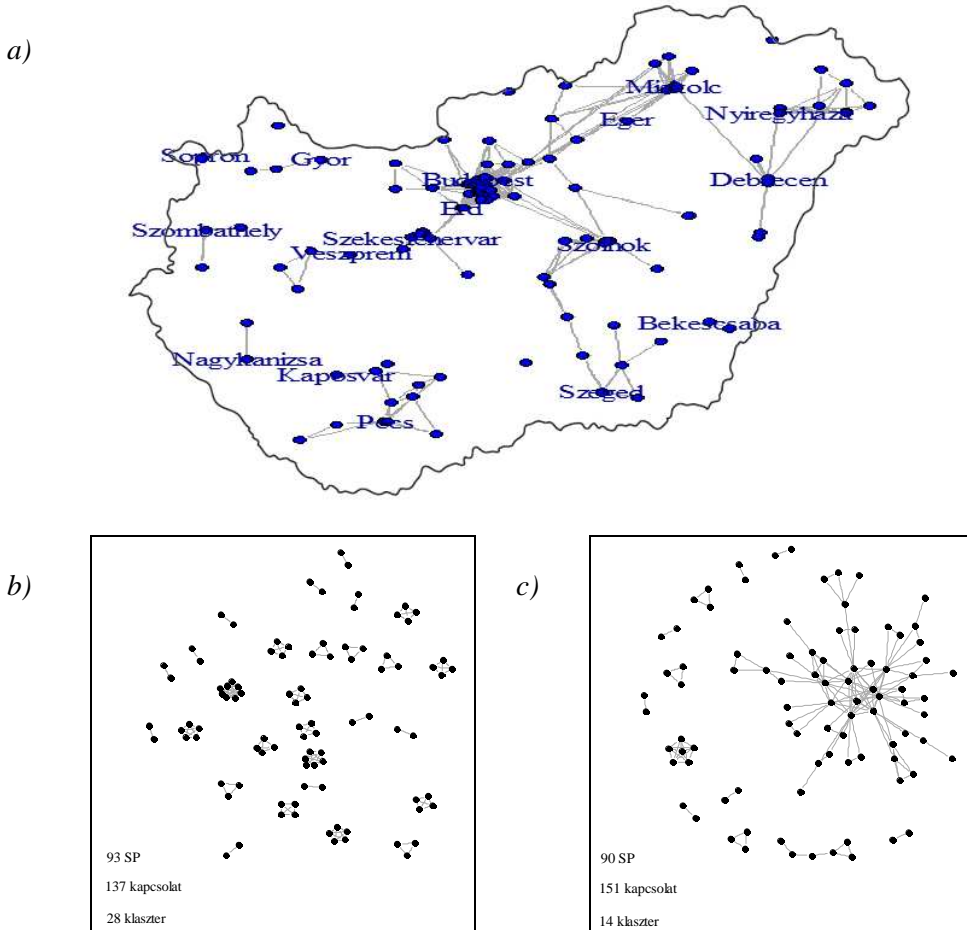 a)
Miskolc
Nyiregyhaza
Eger
Sopron
Gyor
Budapest
Debrecen
Erd
Szombathely
Szekesfehervar
Szolnok
Veszprem
Bekescsaba
Nagykanizsa
Kaposvar
Szeged
Pecs
b)
93 SP
137 kapcsolat
28 klaszter
c)
90 SP
151 kapcsolat
14 klaszter